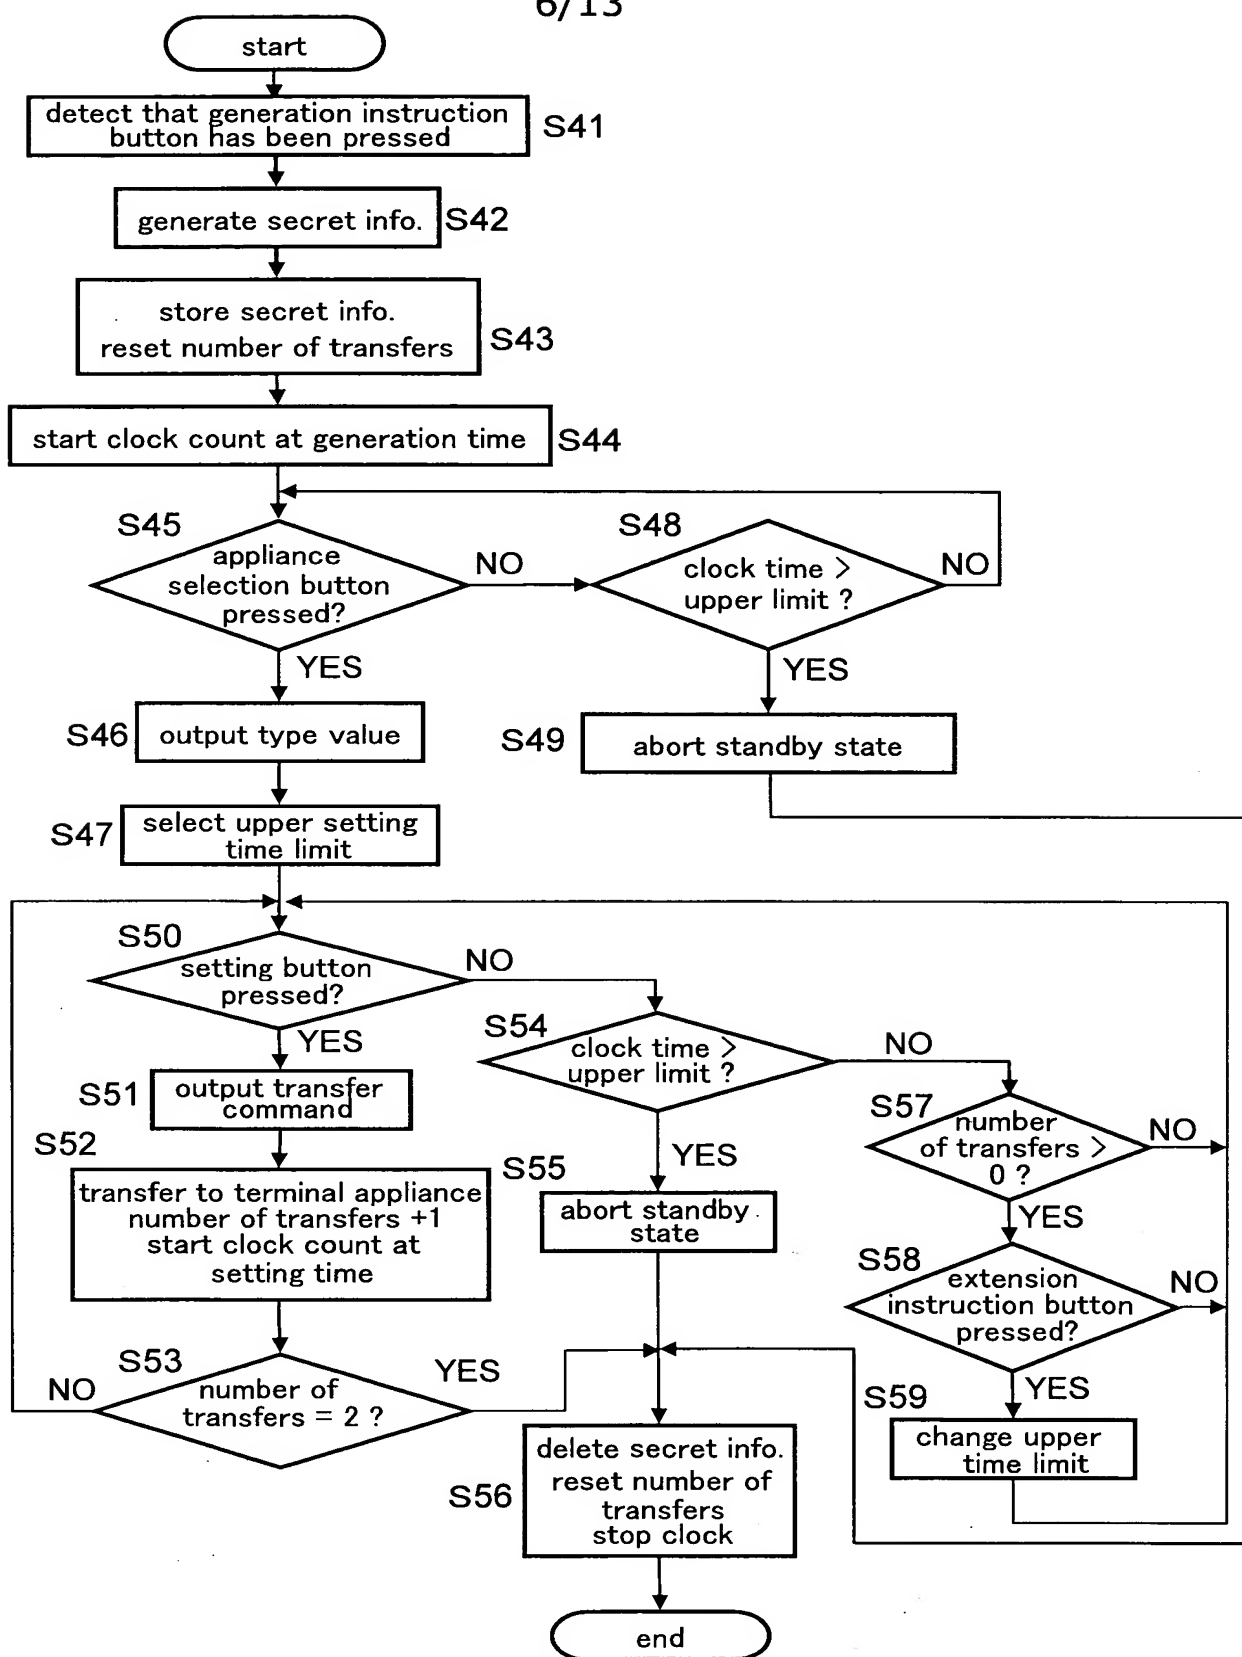 6/13
start
detect that generation instruction
button has been pressed
S41
generate secret info.
S42
store secret info.
reset number of transfers
S43
start clock count at generation time
S44
S45
appliance
selection button
pressed?
NO
YES
S48
clock time >
upper limit ?
NO
YES
S46
output type value
S49
abort standby state
S47
select upper setting
time limit
S50
setting button
pressed?
NO
YES
S51
output transfer
command
S52
transfer to terminal appliance
number of transfers +1
start clock count at
setting time
S53
number of
transfers = 2 ?
NO
YES
S54
clock time >
upper limit ?
NO
YES
S55
abort standby
state
S57
number
of transfers >
0 ?
NO
YES
S58
extension
instruction button
pressed?
NO
YES
S59
change upper
time limit
S56
delete secret info.
reset number of
transfers
stop clock
end